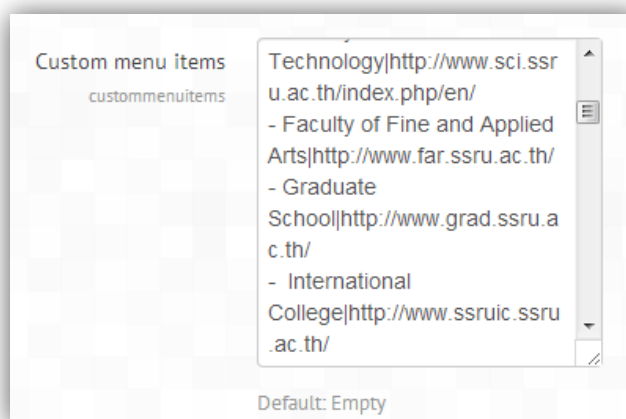 Custom menu items
custommenuitems
Technology|http://www.sci.ssr
u.ac.th/index.php/en/
- Faculty of Fine and Applied
Arts|http://www.far.ssru.ac.th/
- Graduate
School|http://www.grad.ssru.a
c.th/
-  International
College|http://www.ssruic.ssru
.ac.th/
Default: Empty